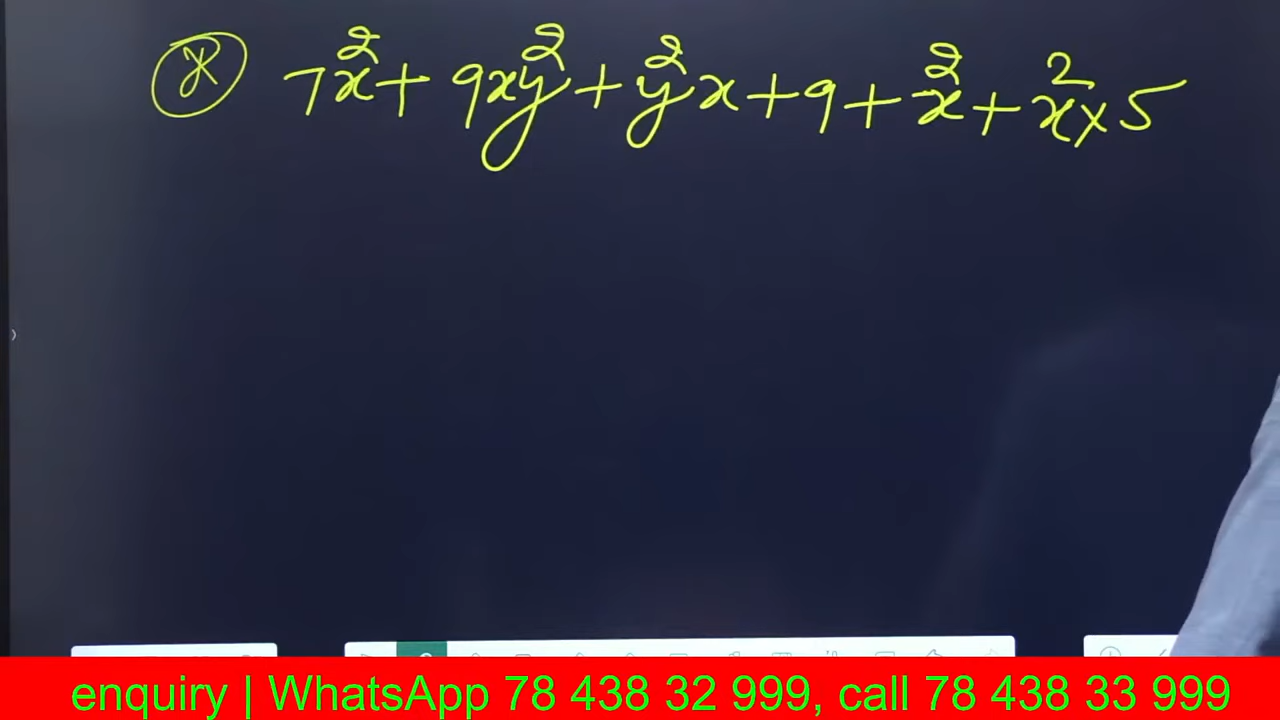 ⓧ 7x² + 9xy² + y²x + 9 + x² + x² × 5
enquiry | WhatsApp 78 438 32 999, call 78 438 33 999